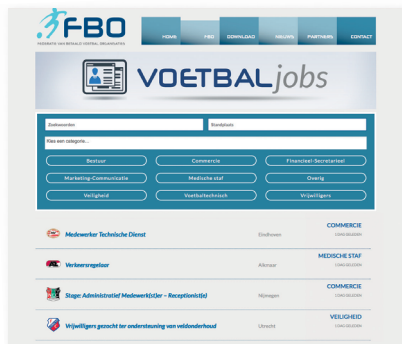 FBO
FEDERATIE VAN BETAALD VOETBAL ORGANISATIES
HOME FBO DOWNLOAD NIEUWS PARTNERS CONTACT
VOETBALjobs
Zoekwoorden Standplaats
Kies een categorie...
Bestuur Commercie Financieel-Secretarieel
Marketing-Communicatie Medische staf Overig
Veiligheid Voetbaltechnisch Vrijwilligers
COMMERCIE
Medewerker Technische Dienst Eindhoven
MEDISCHE STAF
Verkeersregelaar Alkmaar
COMMERCIE
Stage: Administratief Medewerk(st)er – Receptionist(e) Nijmegen
VEILIGHEID
Vrijwilligers gezocht ter ondersteuning van veldonderhoud Utrecht